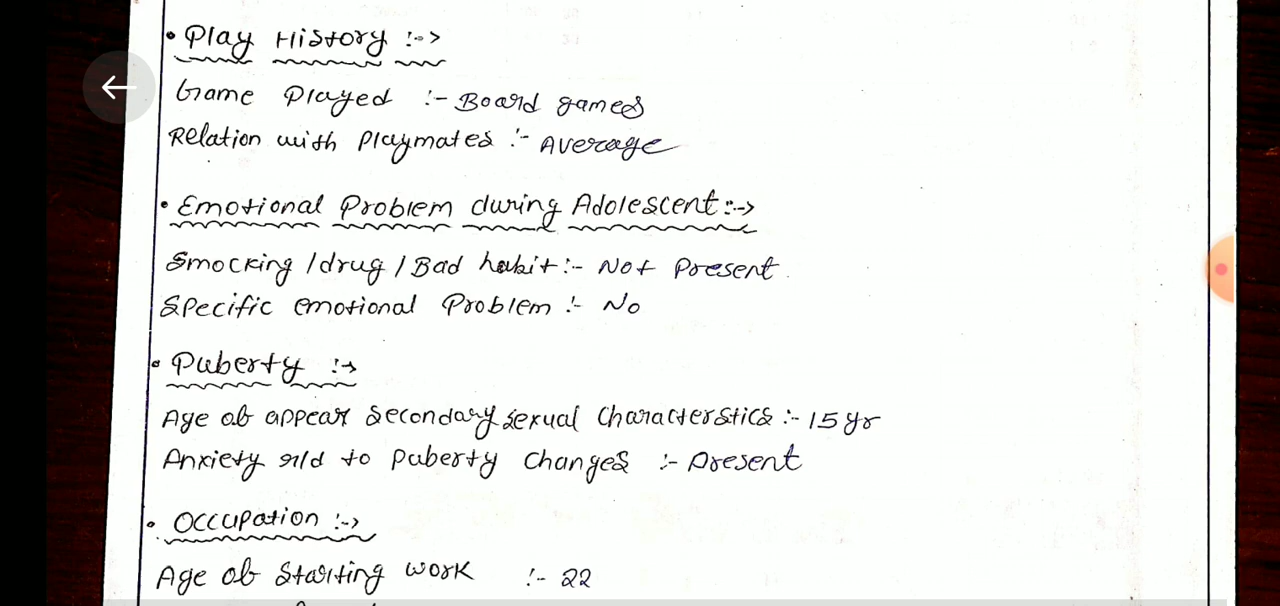 • Play History :->
Game Played :- Board games
Relation with Playmates :- Average
• Emotional Problem during Adolescent :->
Smocking / drug / Bad habit :- Not Present
Specific emotional Problem :- No
• Puberty :->
Age of appear Secondary sexual Characterstics :- 15 yr
Anxiety r/d to Puberty Changes :- Present
• Occupation :->
Age of Starting work :- 22